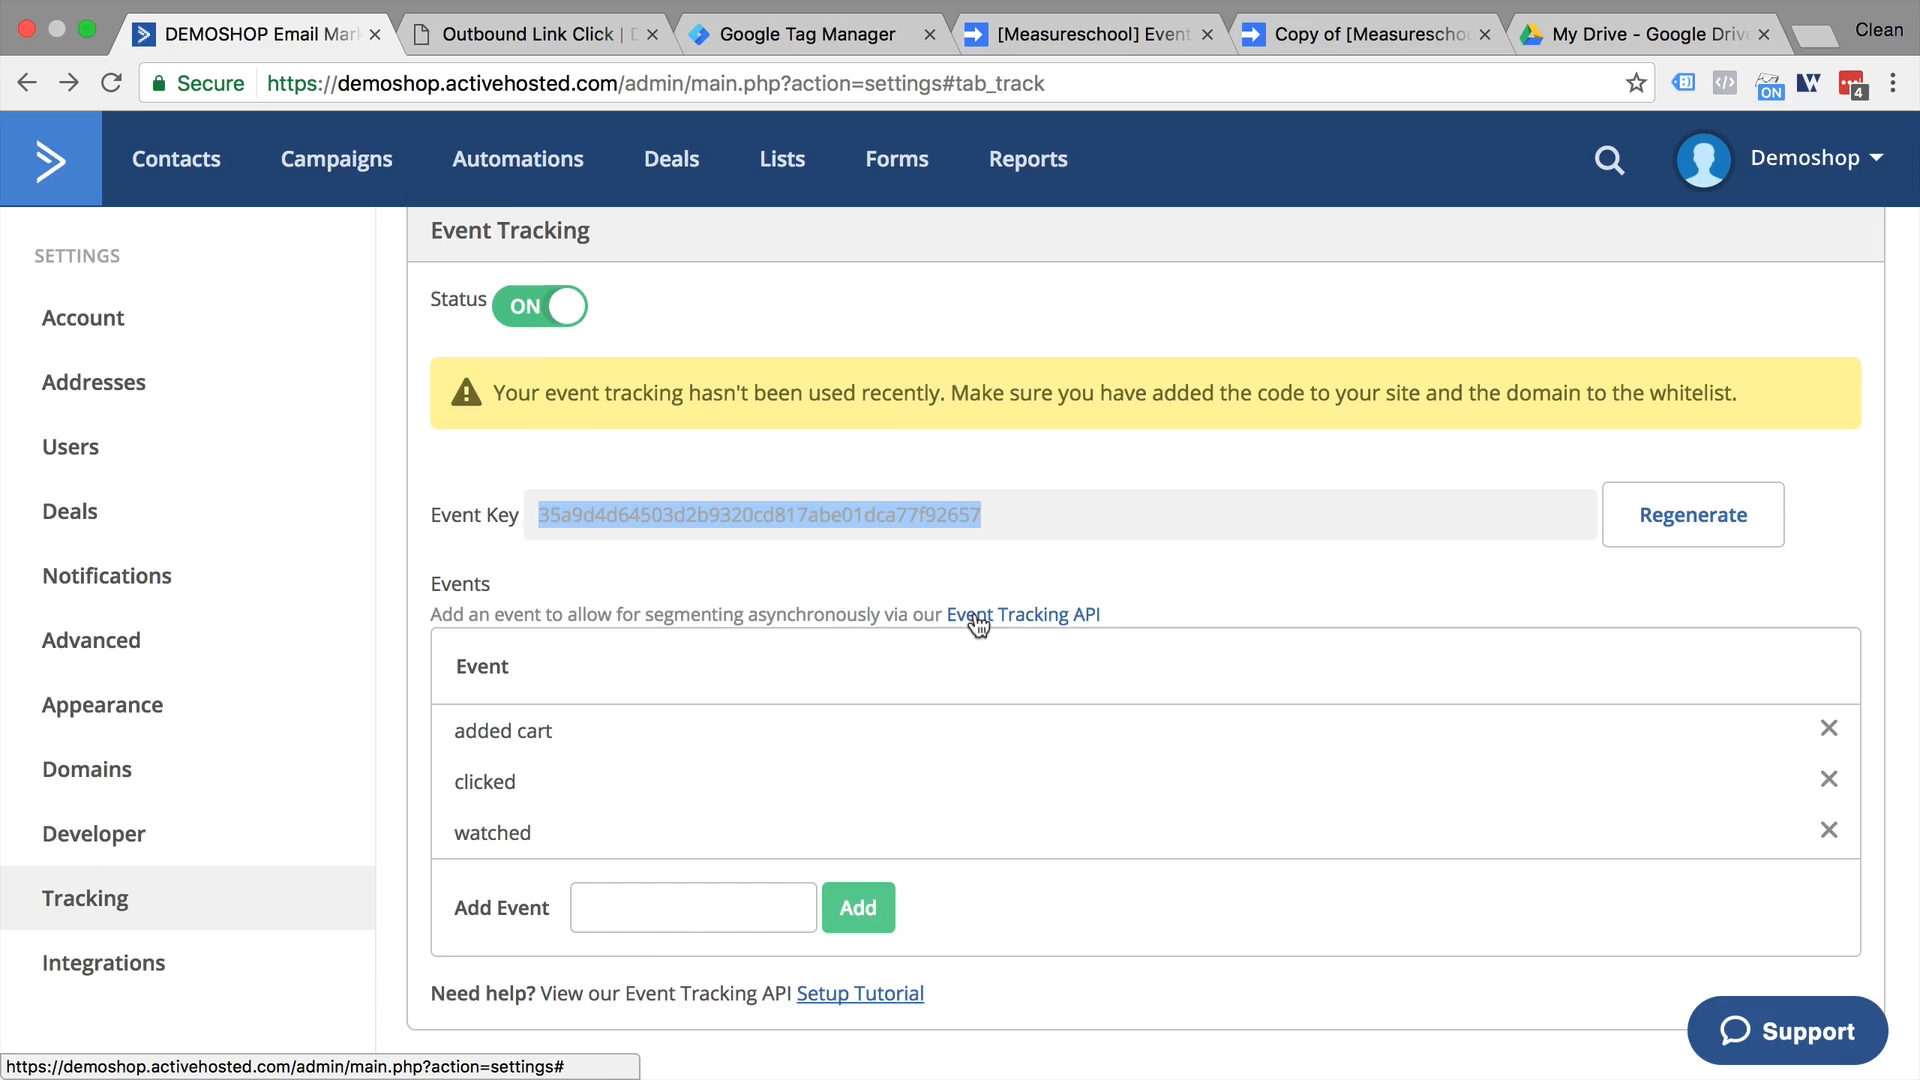 DEMOSHOP Email Mar
Outbound Link Click | D
Google Tag Manager
[Measureschool] Event
Copy of [Measureschoo
My Drive - Google Drive
Clean
Secure
https://demoshop.activehosted.com/admin/main.php?action=settings#tab_track
ON
4
Contacts
Campaigns
Automations
Deals
Lists
Forms
Reports
Demoshop
SETTINGS
Account
Addresses
Users
Deals
Notifications
Advanced
Appearance
Domains
Developer
Tracking
Integrations
Event Tracking
Status ON
Your event tracking hasn't been used recently. Make sure you have added the code to your site and the domain to the whitelist.
Event Key 35a9d4d64503d2b9320cd817abe01dca77f92657 Regenerate
Events
Add an event to allow for segmenting asynchronously via our Event Tracking API
Event
added cart
clicked
watched
Add Event Add
Need help? View our Event Tracking API Setup Tutorial
Support
https://demoshop.activehosted.com/admin/main.php?action=settings#